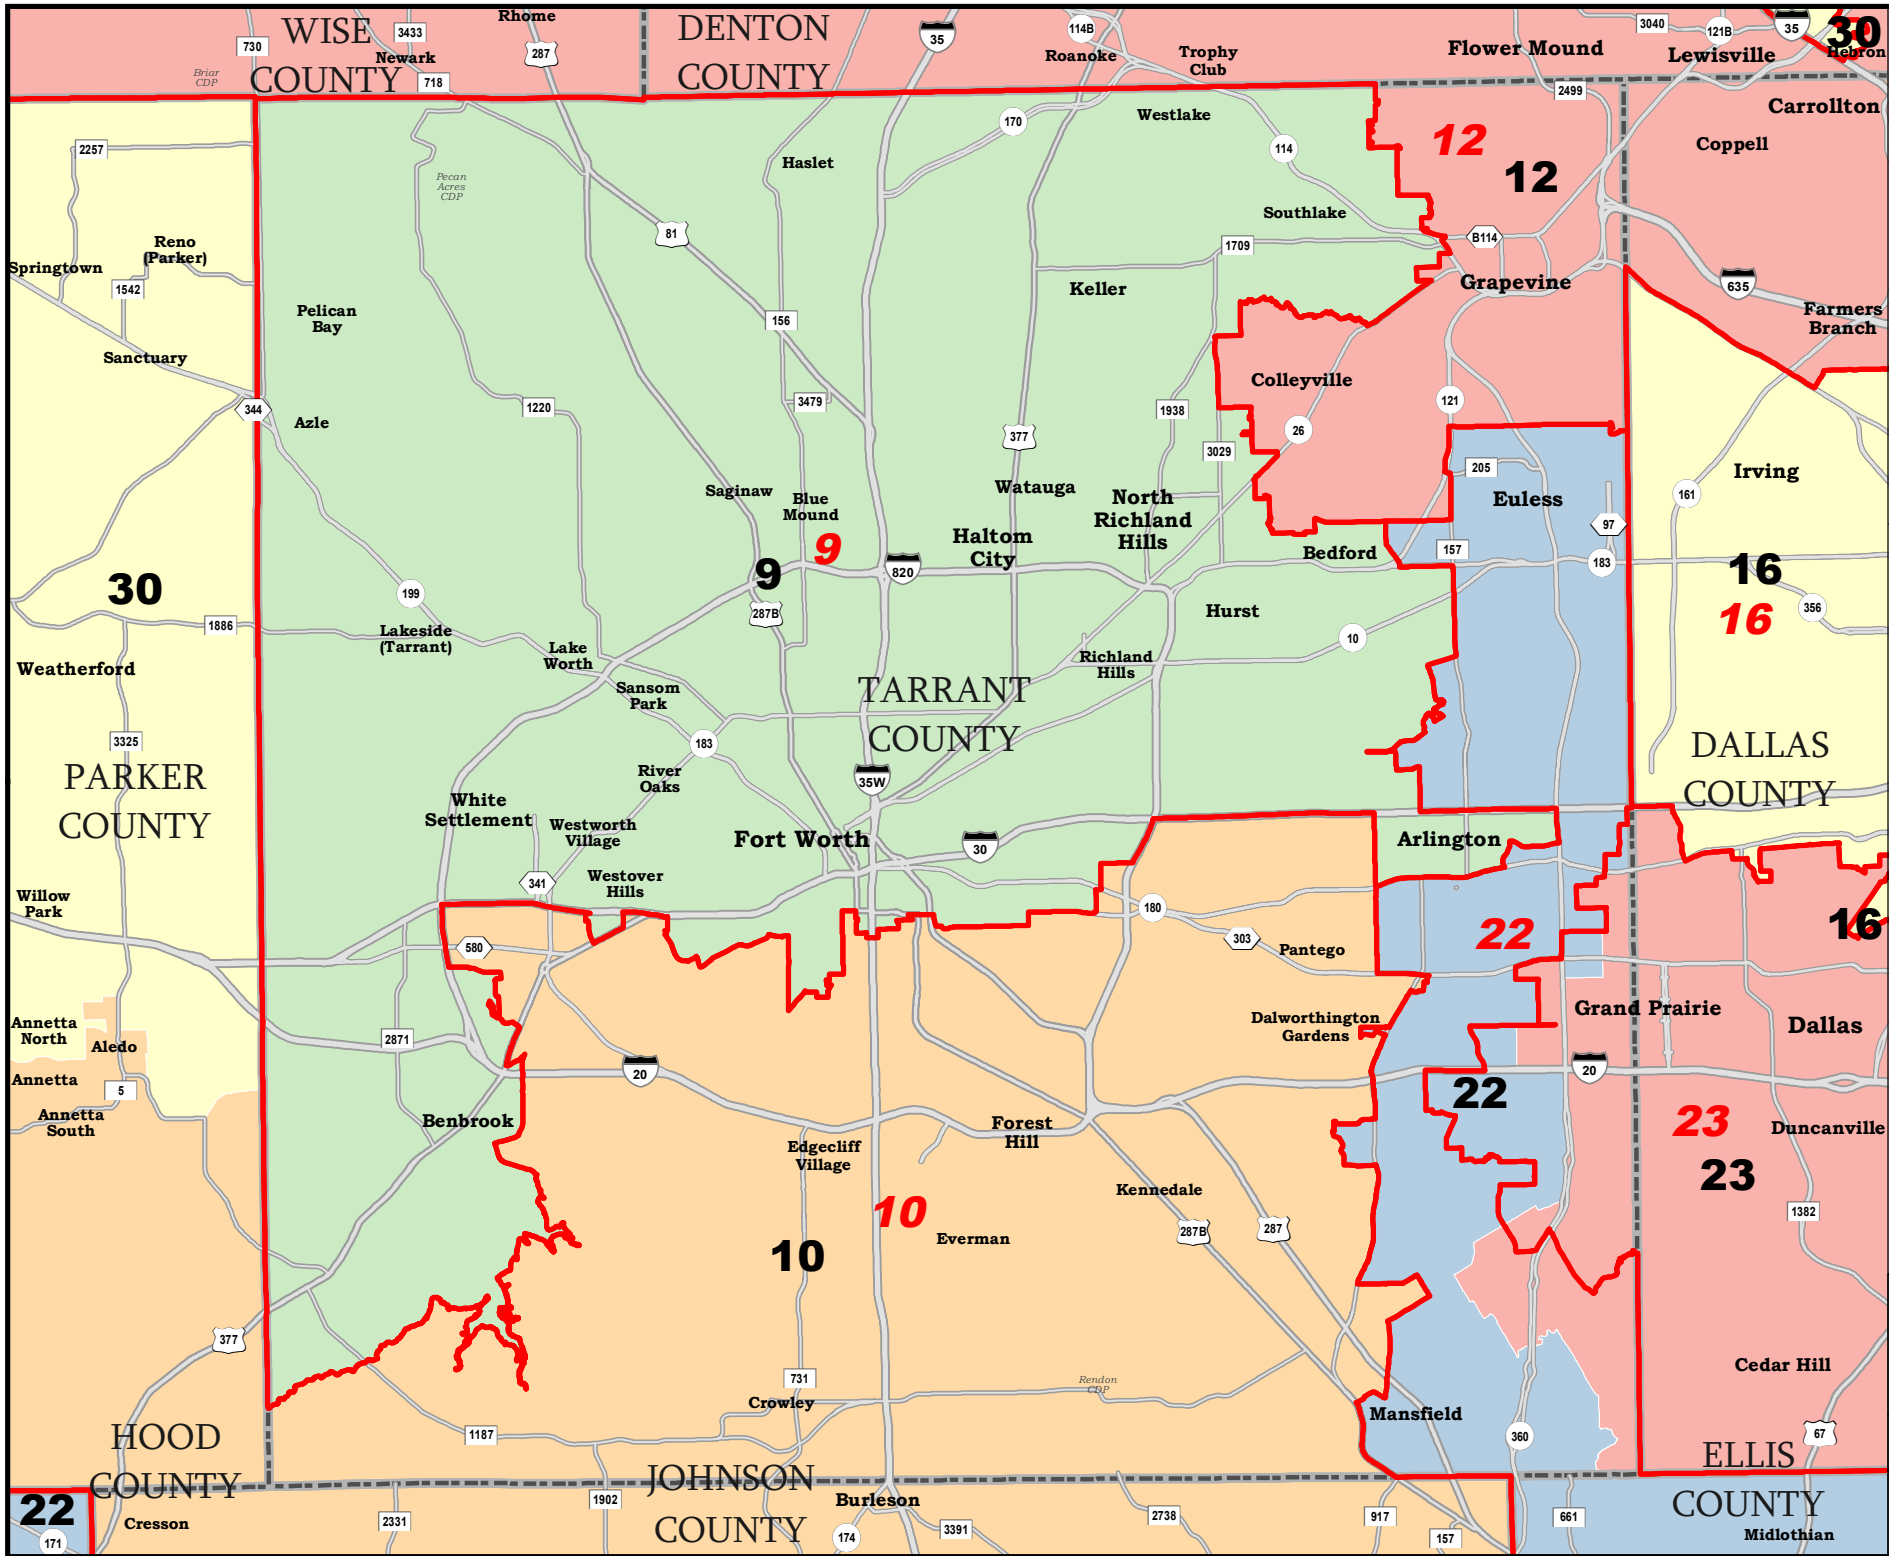 WISE
COUNTY
DENTON
COUNTY
Rhome
3433
730
Newark
287
718
Briar
CDP
35
114B
Roanoke
Trophy
Club
Flower Mound
3040
121B
Lewisville
35
30
Hebron
2499
Carrollton
Coppell
2257
Pecan
Acres
CDP
Haslet
170
Westlake
114
12
12
Southlake
81
1709
B114
Springtown
Reno
(Parker)
1542
Keller
Grapevine
635
Farmers
Branch
Pelican
Bay
156
Sanctuary
Colleyville
344
Azle
1220
3479
377
1938
26
121
3029
205
Irving
161
Saginaw
Blue
Mound
Watauga
North
Richland
Hills
Euless
97
Haltom
City
9
9
820
Bedford
157
183
16
16
356
30
199
287B
Hurst
10
1886
Lakeside
(Tarrant)
Lake
Worth
Richland
Hills
Weatherford
Sansom
Park
TARRANT
COUNTY
183
3325
PARKER
COUNTY
River
Oaks
35W
DALLAS
COUNTY
White
Settlement
Westworth
Village
Fort Worth
30
Arlington
341
Westover
Hills
Willow
Park
180
580
303
Pantego
22
16
Annetta
North
Aledo
2871
Dalworthington
Gardens
Grand Prairie
Dallas
Annetta
5
20
20
22
Annetta
South
Benbrook
Edgecliff
Village
Forest
Hill
23
Duncanville
23
Kennedale
10
10
Everman
287B
287
1382
377
731
Rendon
CDP
Cedar Hill
Crowley
Mansfield
HOOD
COUNTY
1187
360
67
JOHNSON
COUNTY
ELLIS
COUNTY
22
171
Cresson
2331
1902
Burleson
174
3391
2738
917
157
661
Midlothian